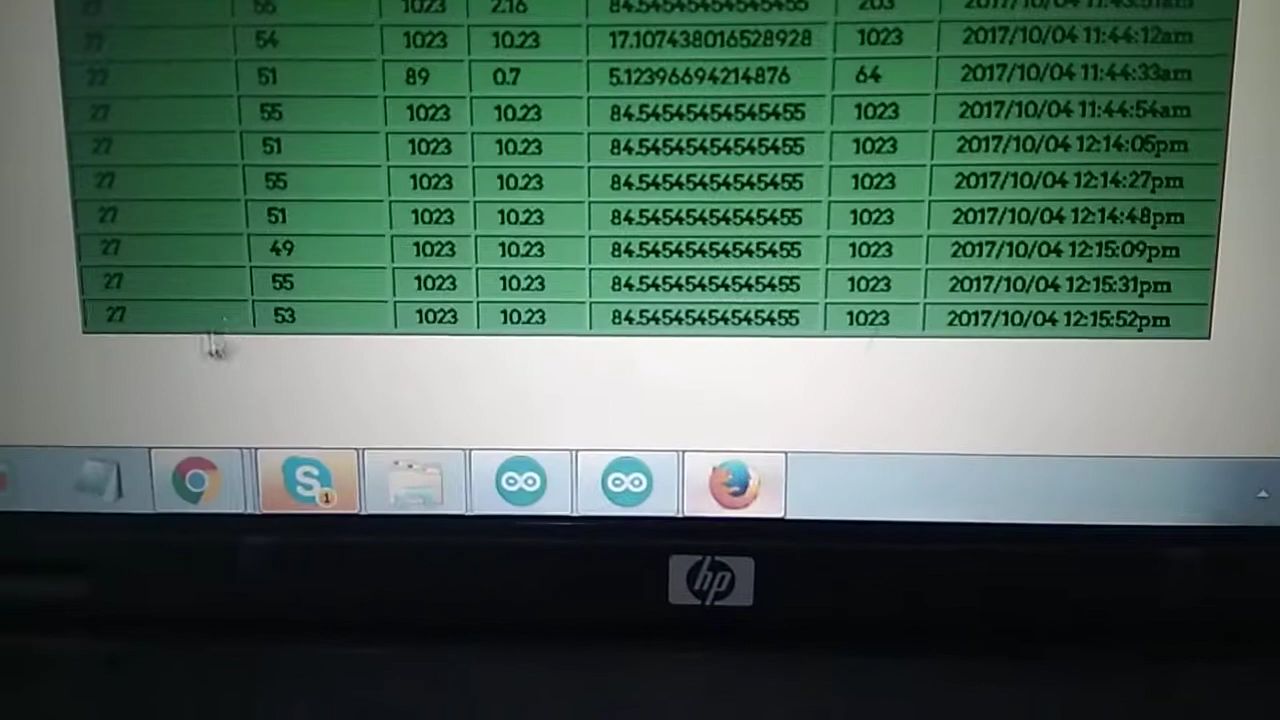 55 1023 2.16 84.54545454545455 203 2017/10/04 11:43:51am
27 54 1023 10.23 17.107438016528928 1023 2017/10/04 11:44:12am
27 51 89 0.7 5.12396694214876 64 2017/10/04 11:44:33am
27 55 1023 10.23 84.54545454545455 1023 2017/10/04 11:44:54am
27 51 1023 10.23 84.54545454545455 1023 2017/10/04 12:14:05pm
27 55 1023 10.23 84.54545454545455 1023 2017/10/04 12:14:27pm
27 51 1023 10.23 84.54545454545455 1023 2017/10/04 12:14:48pm
27 49 1023 10.23 84.54545454545455 1023 2017/10/04 12:15:09pm
27 55 1023 10.23 84.54545454545455 1023 2017/10/04 12:15:31pm
27 53 1023 10.23 84.54545454545455 1023 2017/10/04 12:15:52pm
S 1
hp